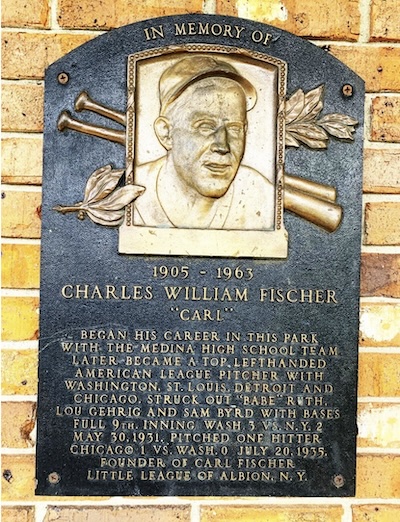 IN MEMORY OF
1905 - 1963
CHARLES WILLIAM FISCHER
"CARL"
BEGAN HIS CAREER IN THIS PARK
WITH THE MEDINA HIGH SCHOOL TEAM
LATER BECAME A TOP LEFTHANDED
AMERICAN LEAGUE PITCHER WITH
WASHINGTON, ST. LOUIS, DETROIT AND
CHICAGO. STRUCK OUT "BABE" RUTH,
LOU GEHRIG AND SAM BYRD WITH BASES
FULL 9TH. INNING WASH. 3 VS. N.Y. 2
MAY 30, 1931. PITCHED ONE HITTER
CHICAGO 1 VS. WASH. 0 JULY 20, 1935.
FOUNDER OF CARL FISCHER
LITTLE LEAGUE OF ALBION, N.Y.